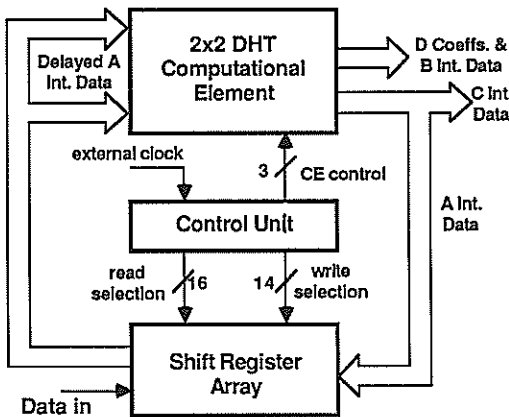 2x2 DHT
Computational
Element
Delayed A
Int. Data
D Coeffs. &
B Int. Data
C Int
Data
external clock
3
CE control
A Int.
Data
Control Unit
read
selection
16
14
write
selection
Shift Register
Array
Data in